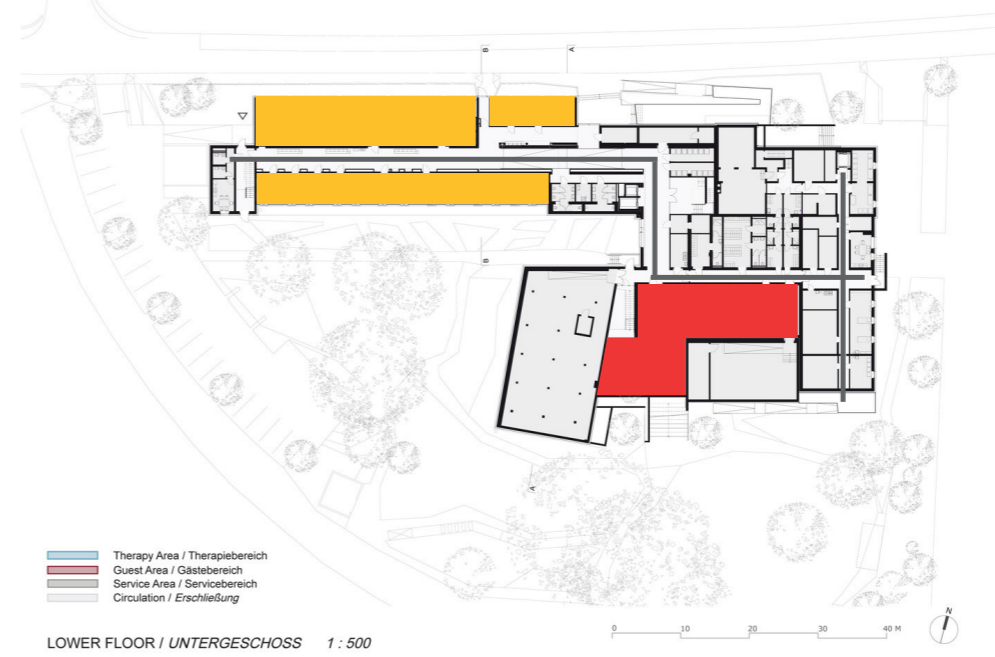 B
A
B
A
Therapy Area / Therapiebereich
Guest Area / Gästebereich
Service Area / Servicebereich
Circulation / Erschließung
LOWER FLOOR / UNTERGESCHOSS 1 : 500
0 10 20 30 40 M
N